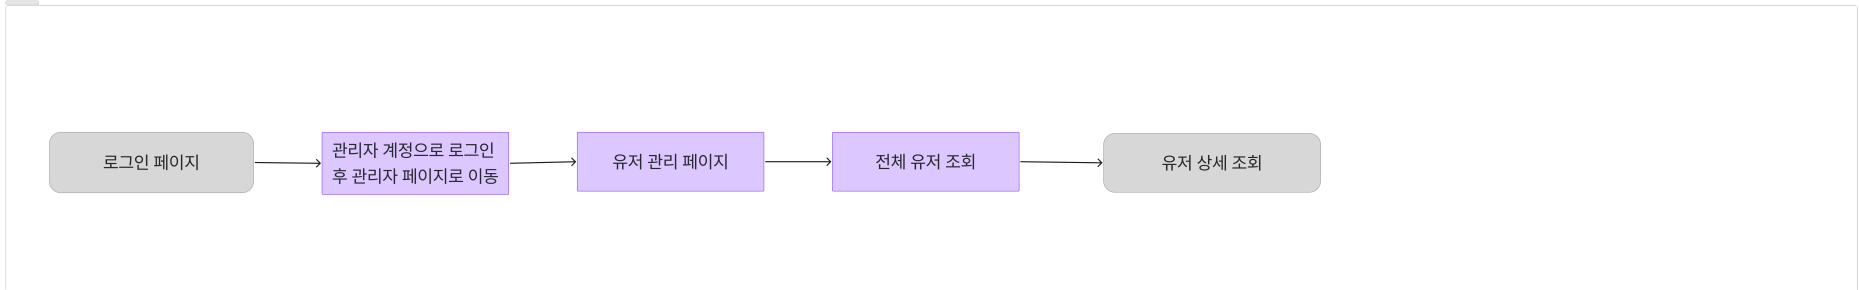 로그인 페이지
관리자 계정으로 로그인
후 관리자 페이지로 이동
유저 관리 페이지
전체 유저 조회
유저 상세 조회